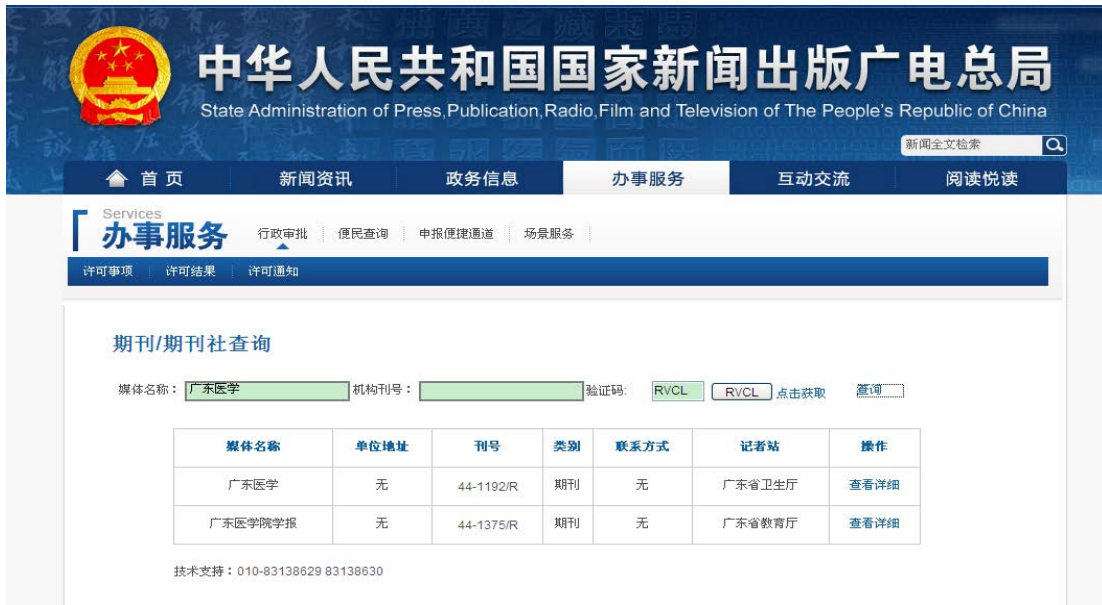 中华人民共和国国家新闻出版广电总局
State Administration of Press,Publication,Radio,Film and Television of The People's Republic of China
新闻全文检索
首页 新闻资讯 政务信息 办事服务 互动交流 阅读悦读
Services
办事服务 行政审批 便民查询 申报便捷通道 场景服务
许可事项 许可结果 许可通知
期刊/期刊社查询
媒体名称： 广东医学 机构刊号： 验证码: RVCL RVCL 点击获取 查询
媒体名称 单位地址 刊号 类别 联系方式 记者站 操作
广东医学 无 44-1192/R 期刊 无 广东省卫生厅 查看详细
广东医学院学报 无 44-1375/R 期刊 无 广东省教育厅 查看详细
技术支持：010-83138629 83138630